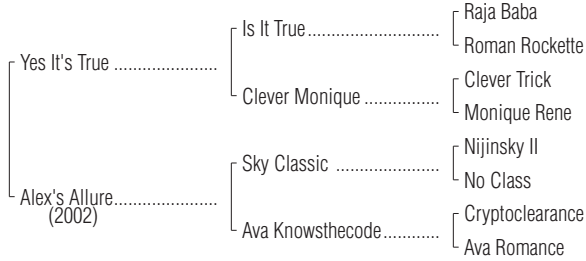 Raja Baba
Is It True
Roman Rockette
Yes It's True
Clever Trick
Clever Monique
Monique Rene
Nijinsky II
Sky Classic
No Class
Alex's Allure
(2002)
Cryptoclearance
Ava Knowsthecode
Ava Romance